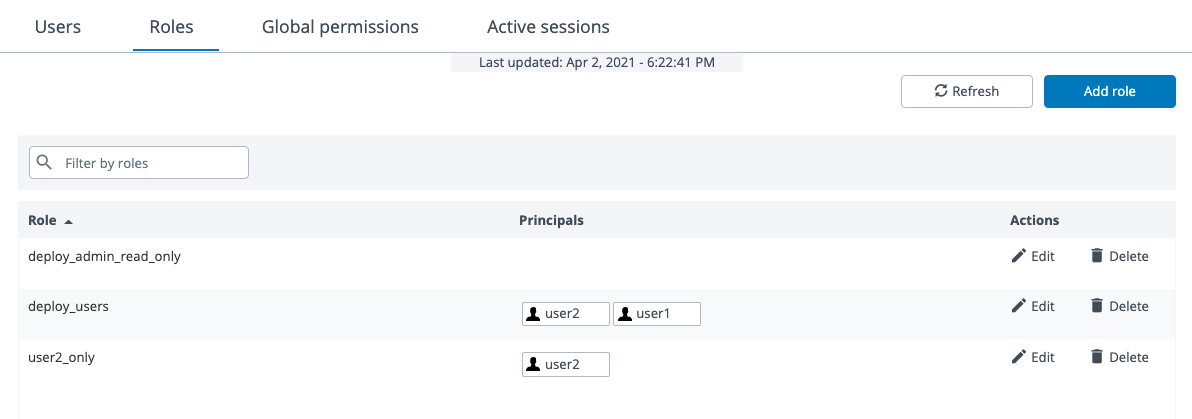 Users Roles Global permissions Active sessions
Last updated: Apr 2, 2021 - 6:22:41 PM
Refresh Add role
Filter by roles
Role Principals Actions
deploy_admin_read_only Edit Delete
deploy_users user2 user1 Edit Delete
user2_only user2 Edit Delete